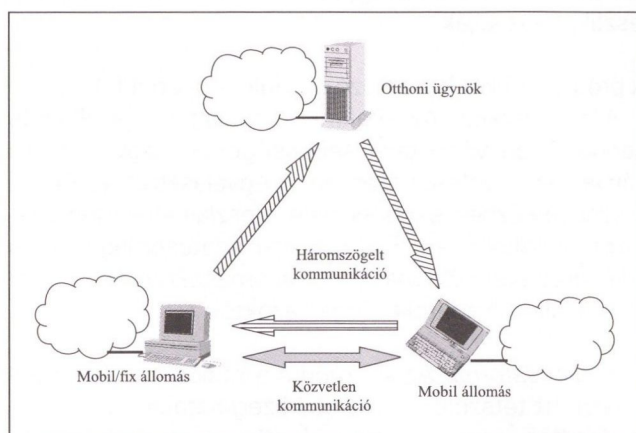 Otthoni ügynök
Háromszögelt
kommunikáció
Mobil/fix állomás
Közvetlen
kommunikáció
Mobil állomás